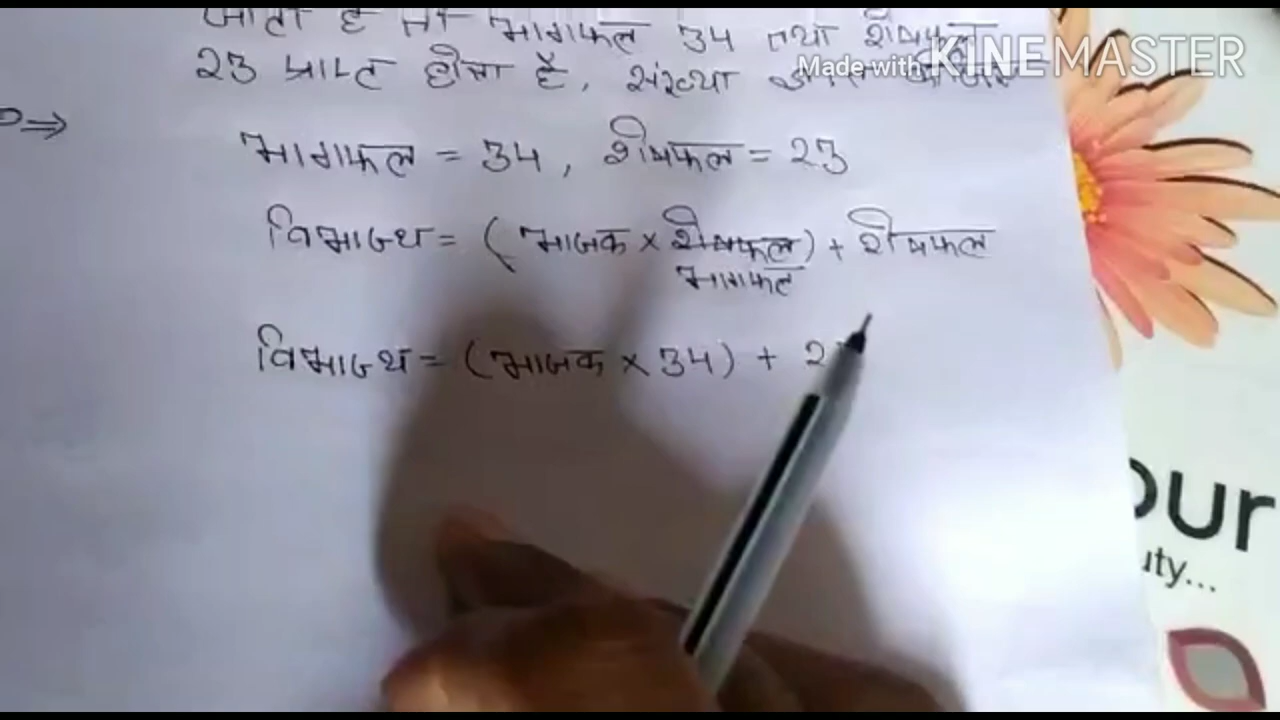 जाता है तो भागफल 34 तथा शेषफल
Made with KINEMASTER
23 प्राप्त होता है, संख्या
⇒
भागफल = 34, शेषफल = 23
विभाज्य = (भाजक × शेषफल) + शेषफल
भागफल
विभाज्य = (भाजक × 34) + 2
our
uty...